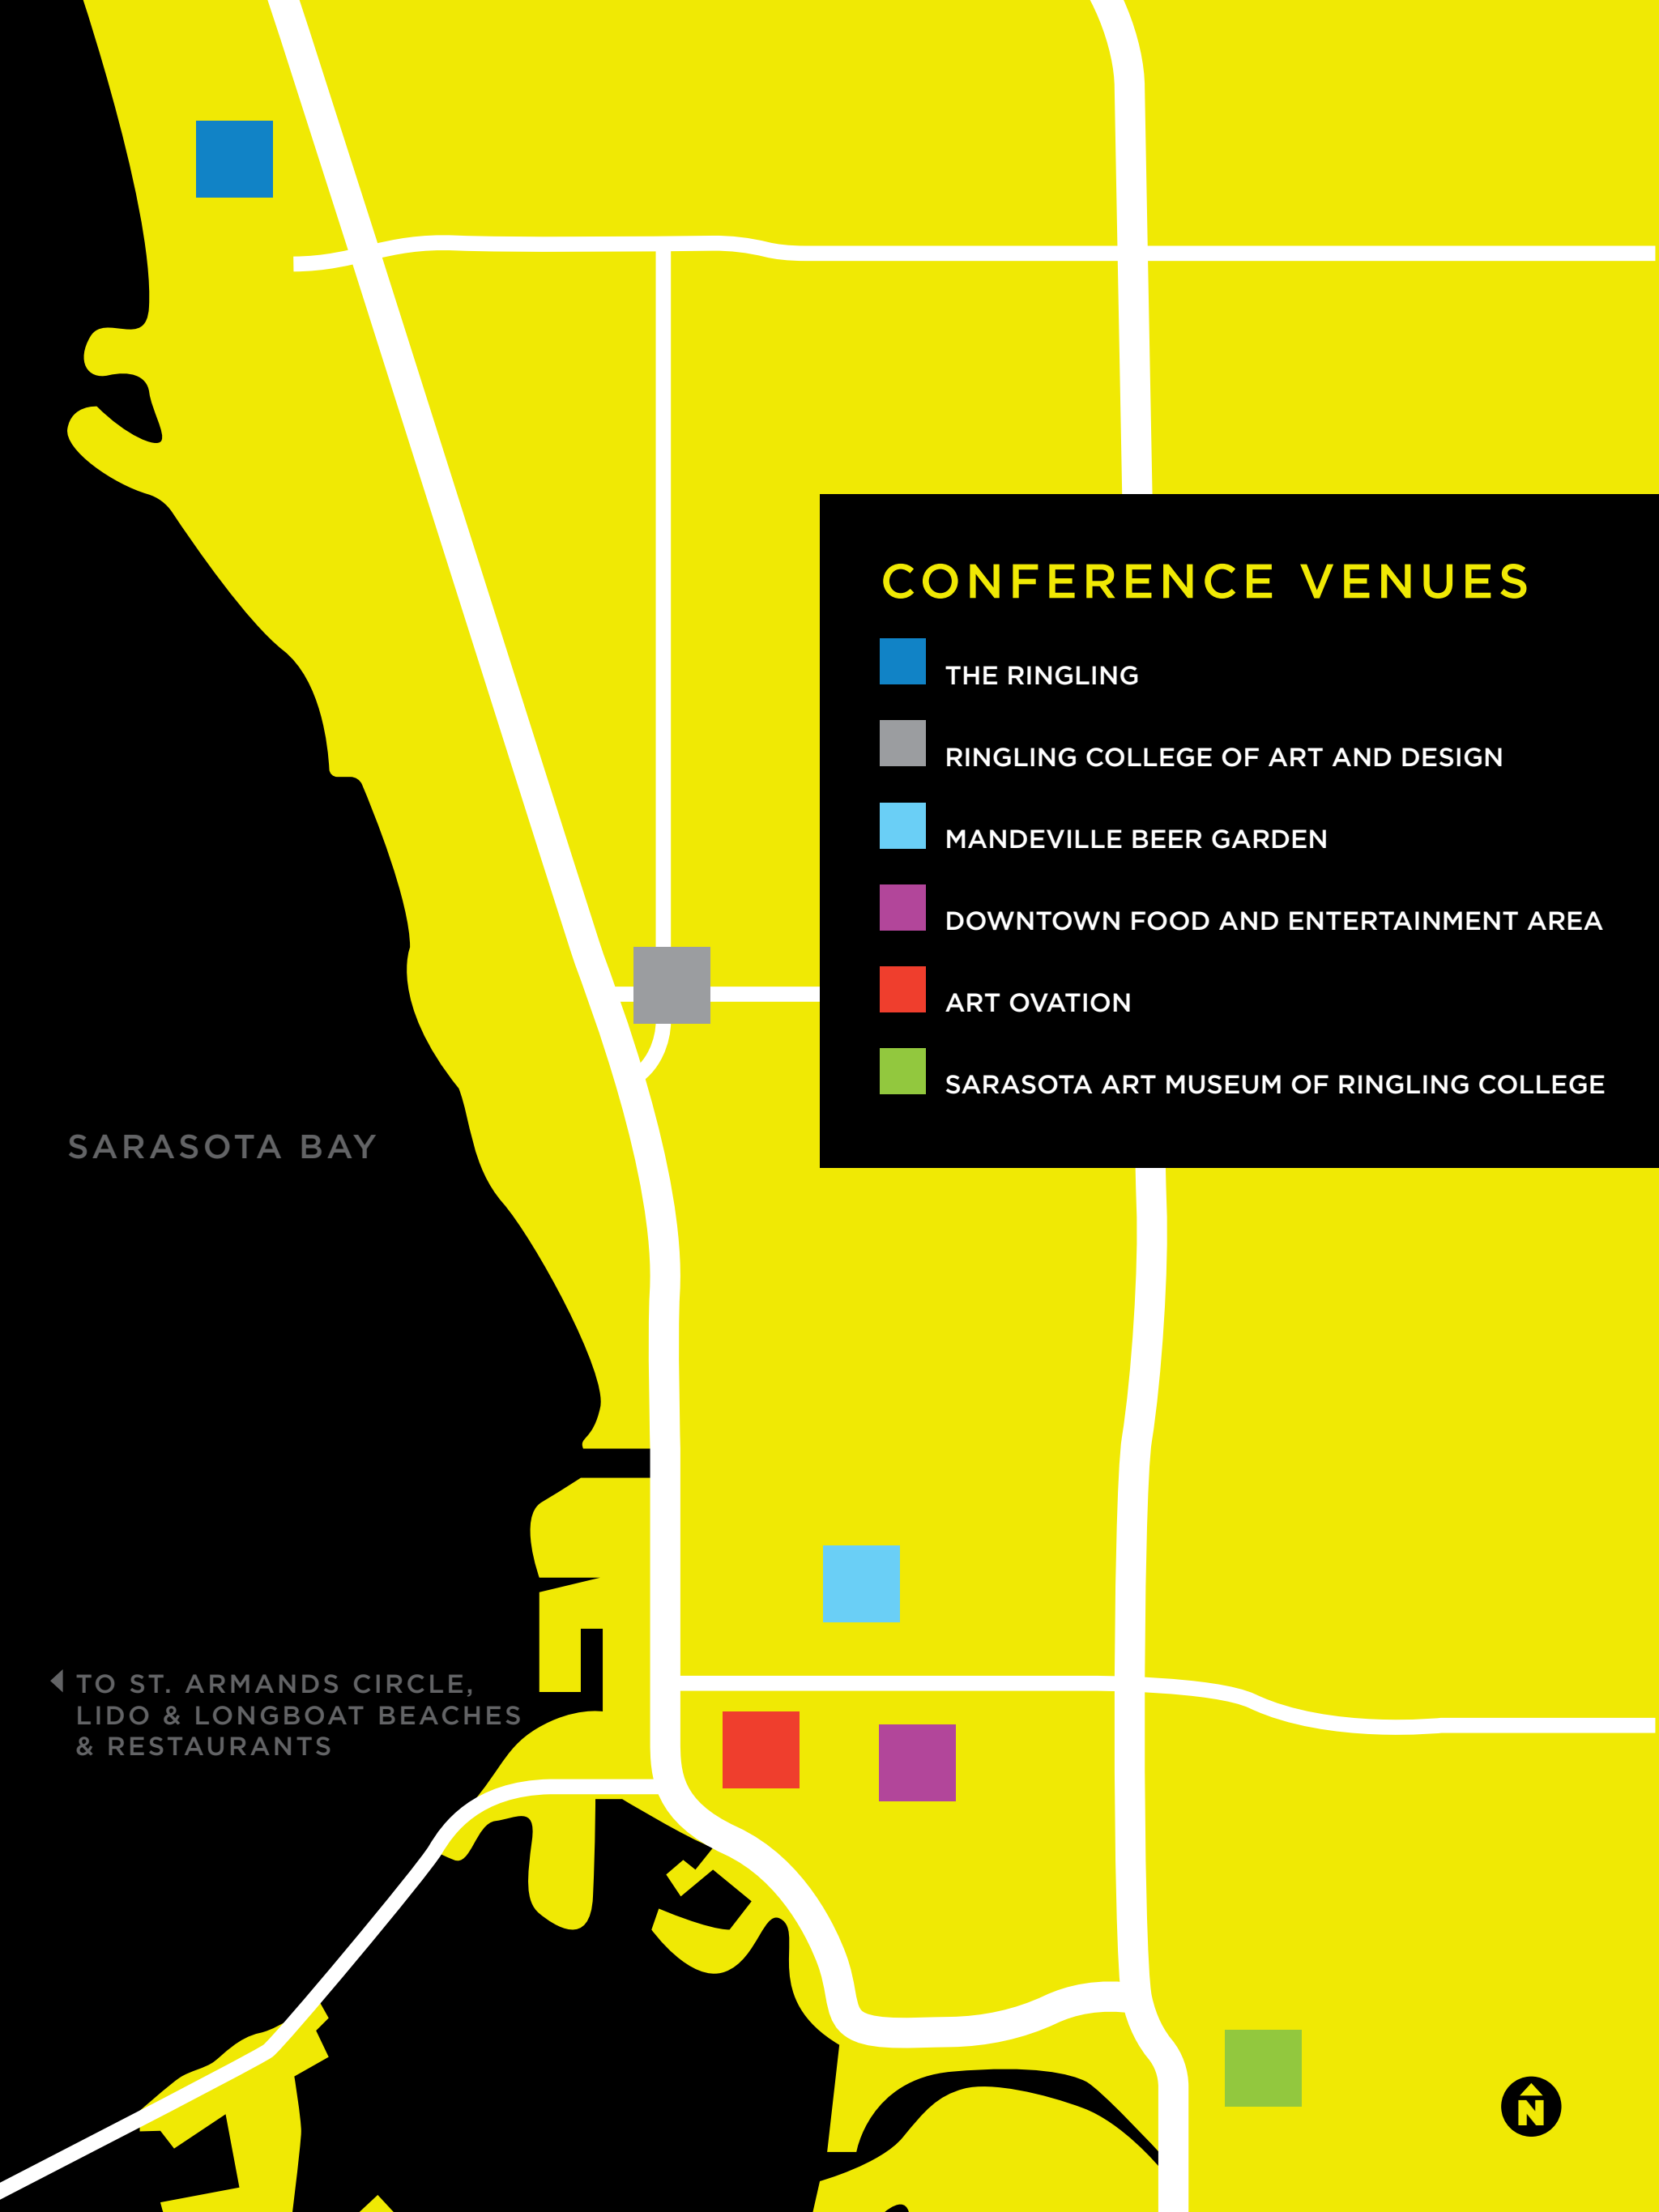 CONFERENCE VENUES
THE RINGLING
RINGLING COLLEGE OF ART AND DESIGN
MANDEVILLE BEER GARDEN
DOWNTOWN FOOD AND ENTERTAINMENT AREA
ART OVATION
SARASOTA ART MUSEUM OF RINGLING COLLEGE
SARASOTA BAY
TO ST. ARMANDS CIRCLE,
LIDO & LONGBOAT BEACHES
& RESTAURANTS
N